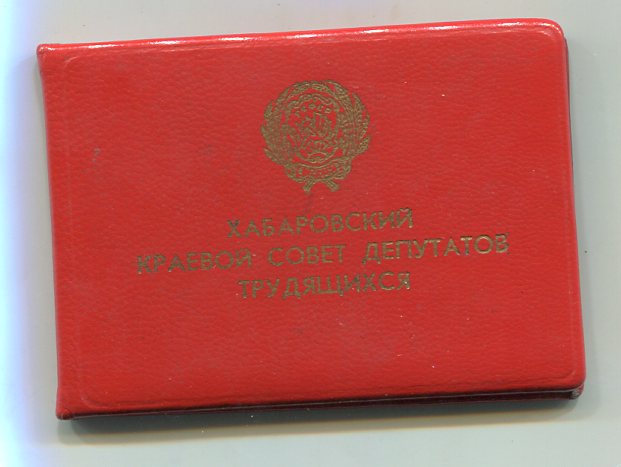 ХАБАРОВСКИЙ
КРАЕВОЙ СОВЕТ ДЕПУТАТОВ
ТРУДЯЩИХСЯ